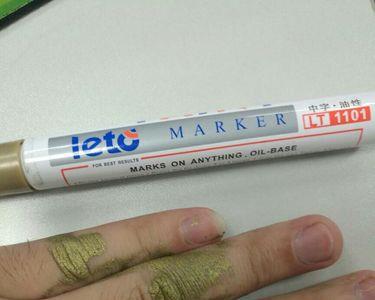 leto MARKER
中字·油性
LT 1101
FOR BEST RESULTS
MARKS ON ANYTHING. OIL-BASE